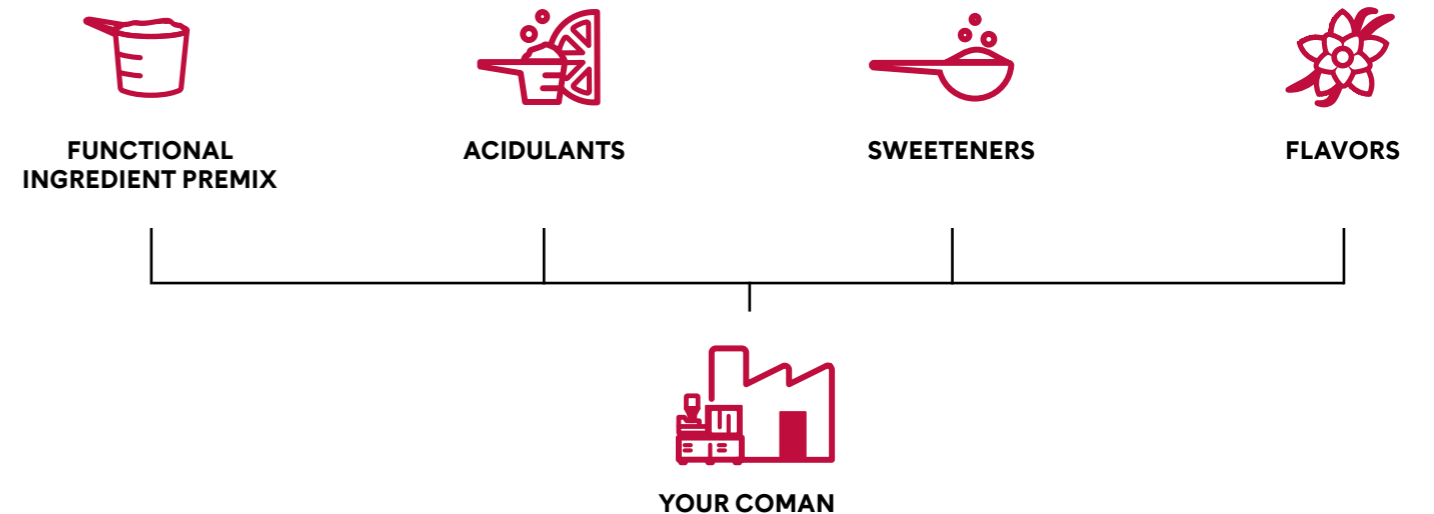 FUNCTIONAL
INGREDIENT PREMIX
ACIDULANTS
SWEETENERS
FLAVORS
YOUR COMAN